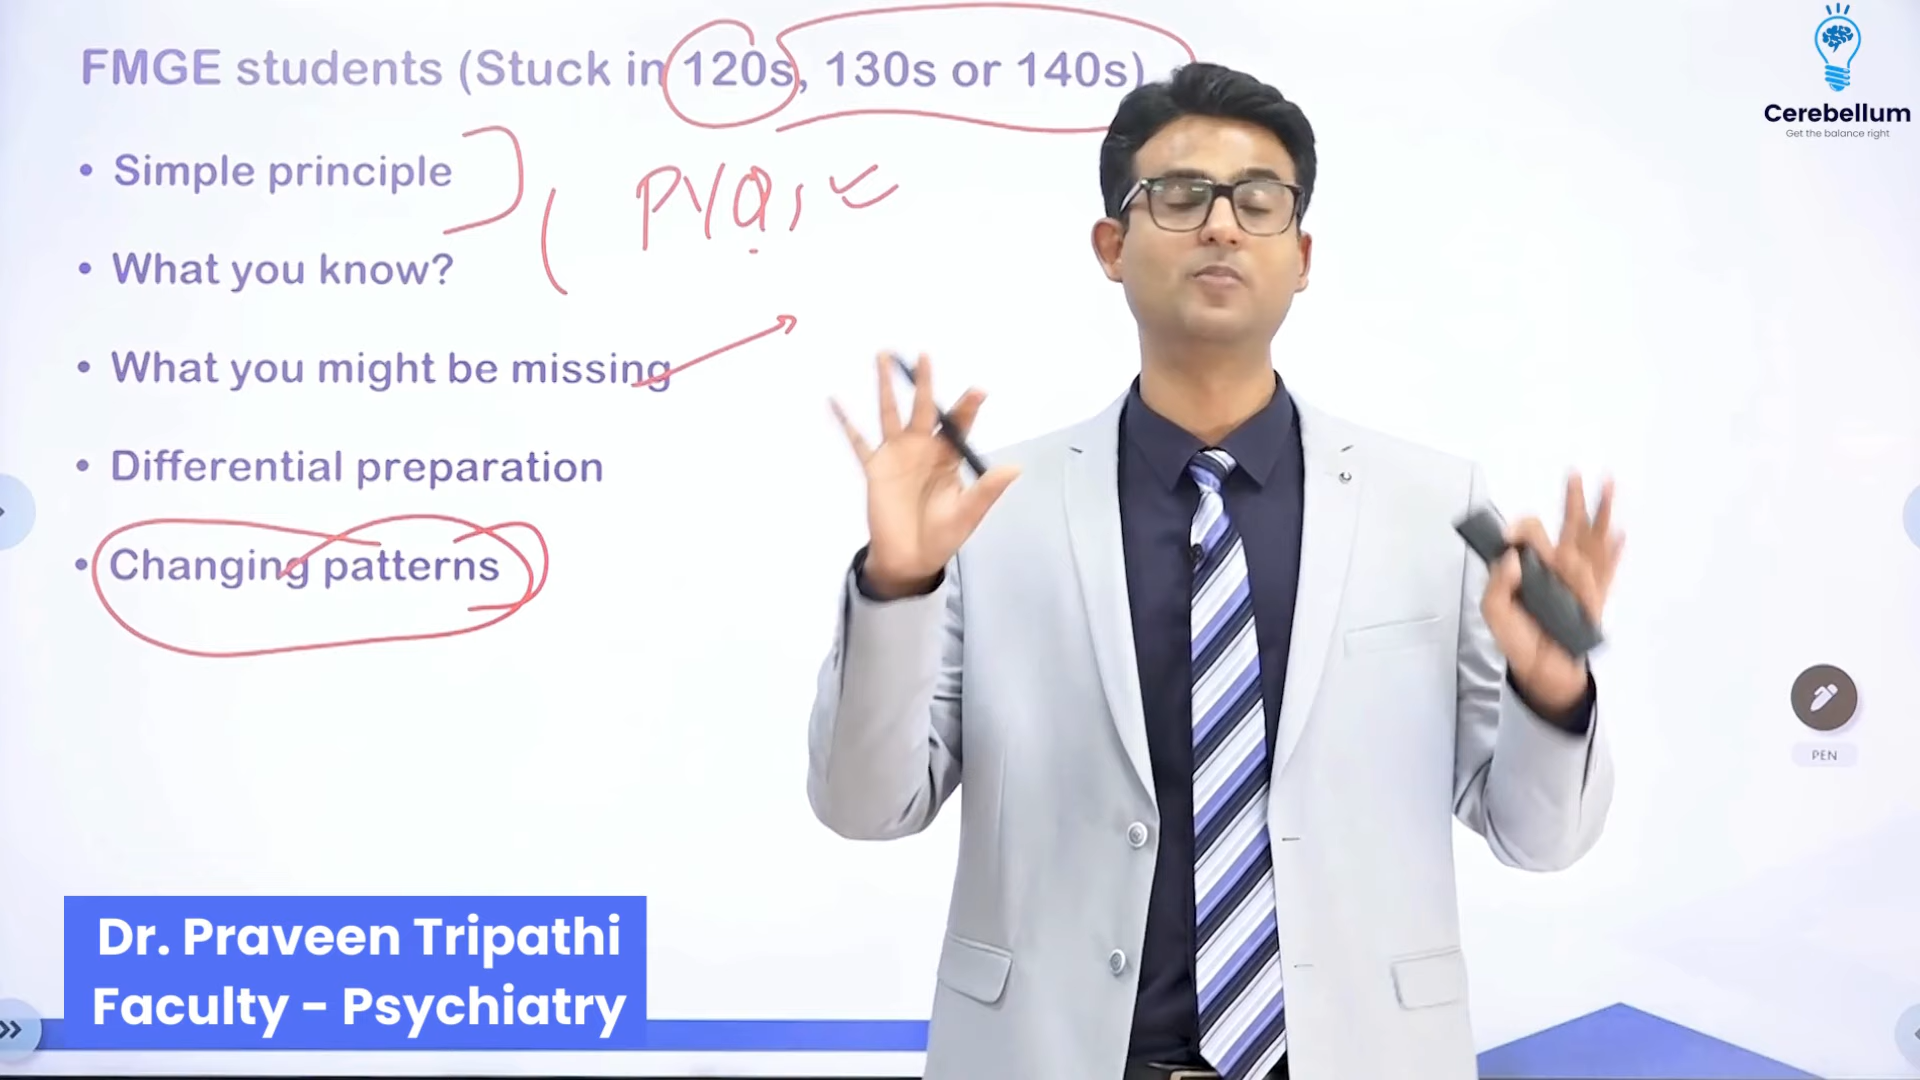 FMGE students (Stuck in 120s, 130s or 140s)
• Simple principle
PYQs
• What you know?
• What you might be missing
• Differential preparation
• Changing patterns
Cerebellum
Get the balance right
PEN
Dr. Praveen Tripathi
Faculty - Psychiatry